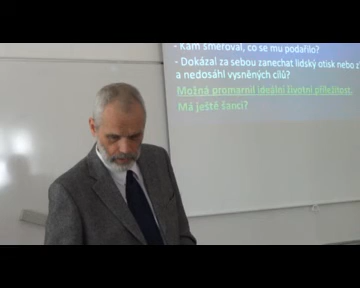 - Kam směřoval, co se mu podařilo?
- Dokázal za sebou zanechat lidský otisk nebo
a nedosáhl vysněných cílů?
Možná promarnil ideální životní příležitost.
Má ještě šanci?